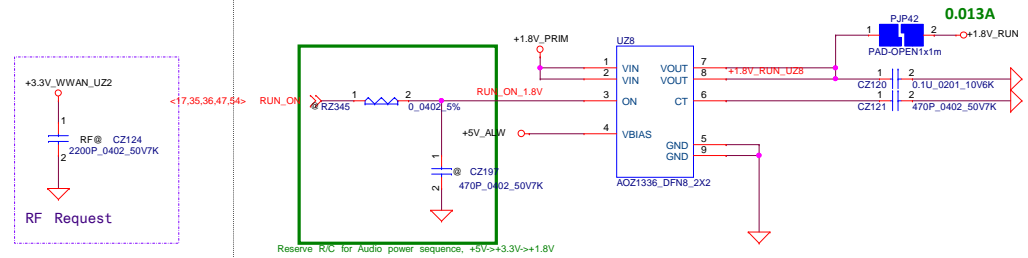 0.013A
PJP42
1 2
+1.8V_RUN
PAD-OPEN1x1m
+1.8V_PRIM
UZ8
+3.3V_WWAN_UZ2
1
2
RF@ CZ124
2200P_0402_50V7K
RF Request
<17,35,36,47,54> RUN_ON
@ RZ345
1 2
0_0402_5%
RUN_ON_1.8V
1
2
@ CZ197
470P_0402_50V7K
+5V_ALW
1 VIN
2 VIN
3 ON
4 VBIAS
VOUT 7
VOUT 8
CT 6
GND 5
GND 9
+1.8V_RUN_UZ8
AOZ1336_DFN8_2X2
1 2
CZ120 0.1U_0201_10V6K
1 2
CZ121 470P_0402_50V7K
Reserve R/C for Audio power sequence, +5V->+3.3V->+1.8V